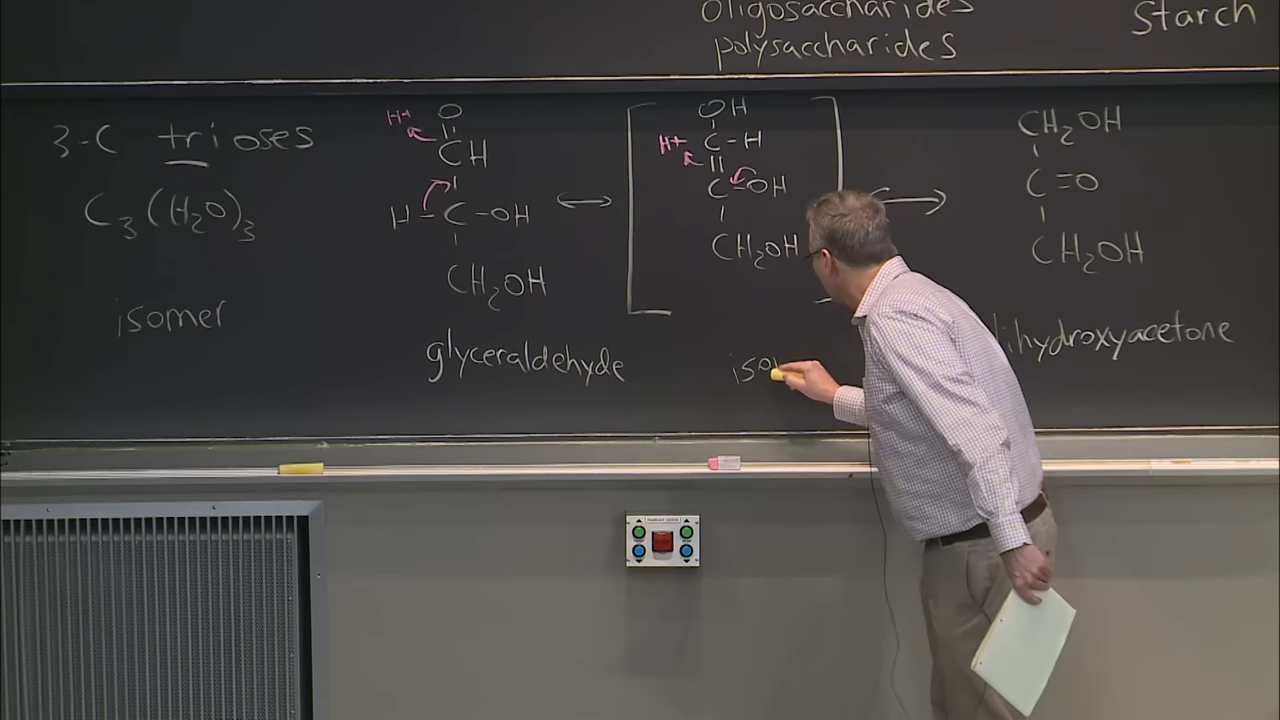 oligosaccharides
polysaccharides
Starch
3-C trioses
C3(H2O)3
isomer
H+
O
CH
H-C-OH
CH2OH
glyceraldehyde
OH
H+ C-H
C-OH
CH2OH
CH2OH
C=O
CH2OH
dihydroxyacetone